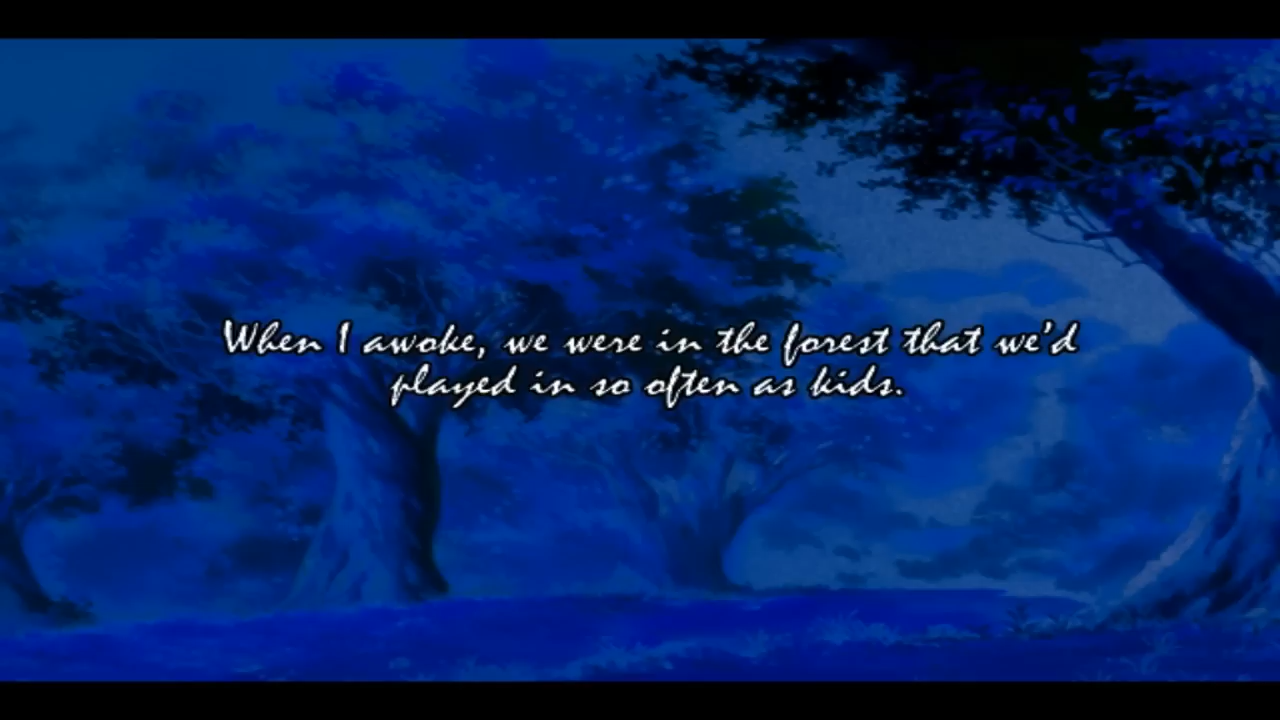 When I awoke, we were in the forest that we'd
played in so often as kids.